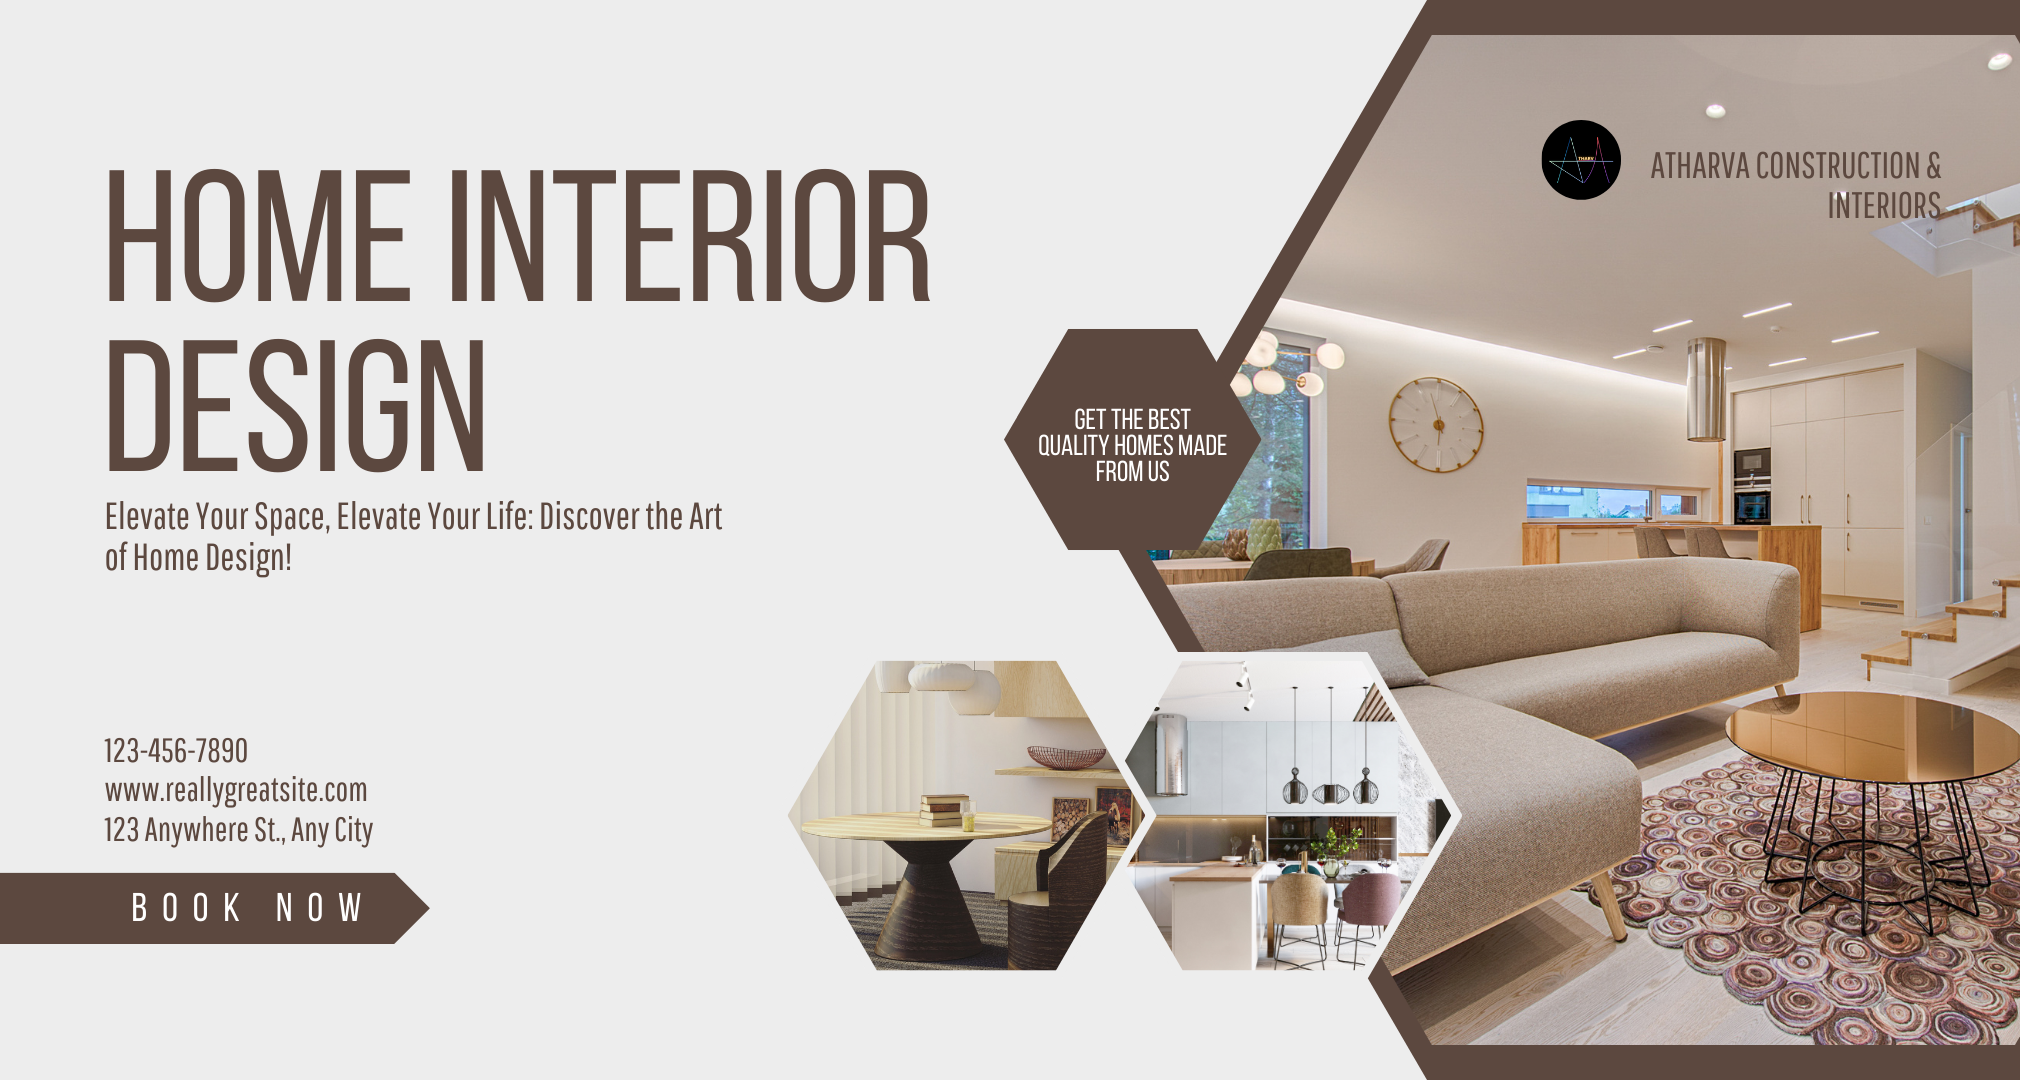 HOME INTERIOR
DESIGN
Elevate Your Space, Elevate Your Life: Discover the Art
of Home Design!
123-456-7890
www.reallygreatsite.com
123 Anywhere St., Any City
BOOK NOW
GET THE BEST
QUALITY HOMES MADE
FROM US
THARV
ATHARVA CONSTRUCTION &
INTERIORS